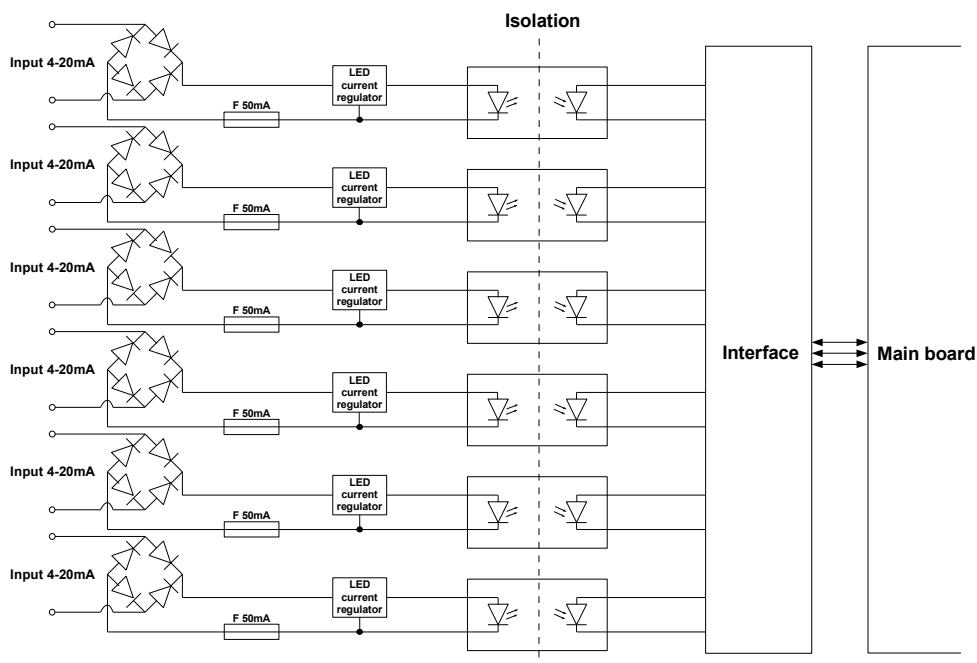 Isolation
Input 4-20mA
LED
current
regulator
F 50mA
Input 4-20mA
LED
current
regulator
F 50mA
Input 4-20mA
LED
current
regulator
F 50mA
Interface
Main board
Input 4-20mA
LED
current
regulator
F 50mA
Input 4-20mA
LED
current
regulator
F 50mA
Input 4-20mA
LED
current
regulator
F 50mA